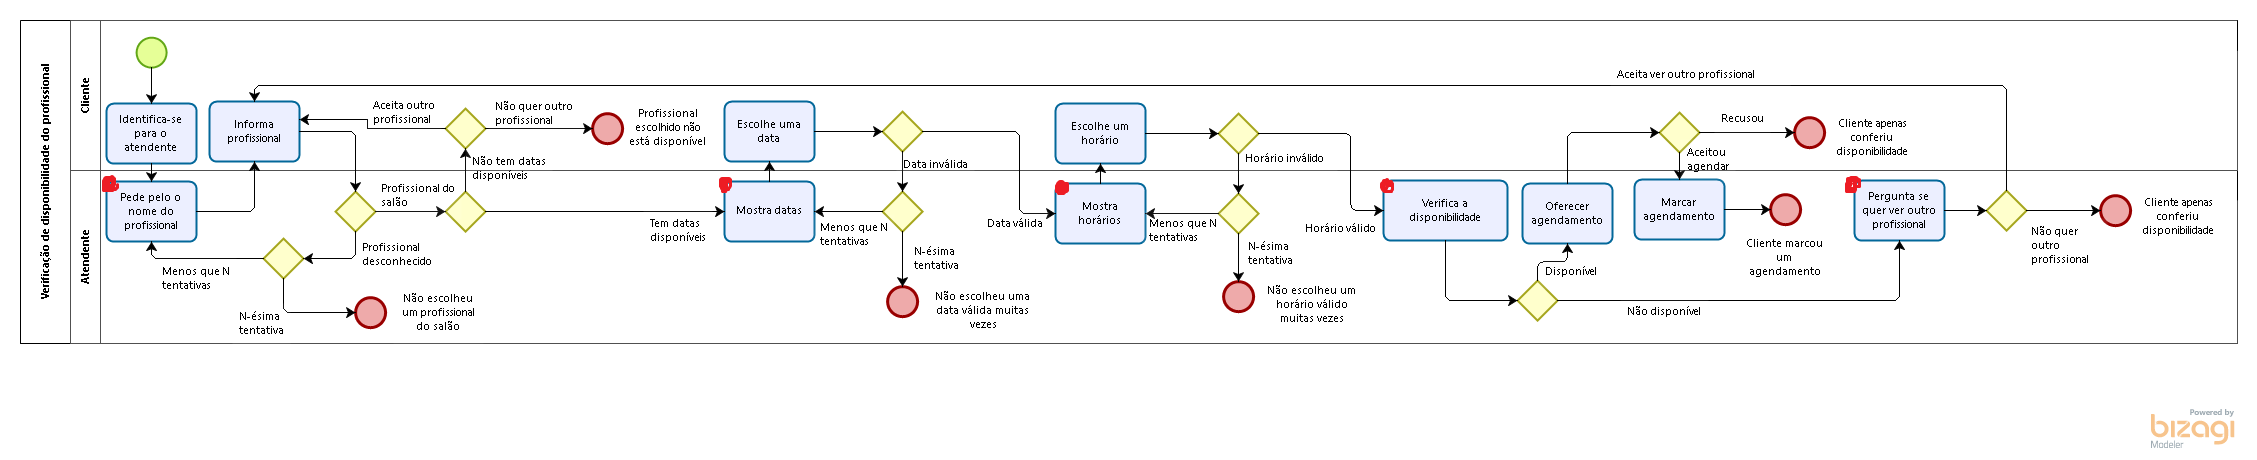 Verificação de disponibilidade do profissional
Cliente
Atendente
Identifica-se
para o
atendente
Informa
profissional
Aceita outro
profissional
Não quer outro
profissional
Profissional
escolhido não
está disponível
Não tem datas
disponíveis
Pede pelo o
nome do
profissional
Profissional do
salão
Profissional
desconhecido
Menos que N
tentativas
N-ésima
tentativa
Não escolheu
um profissional
do salão
Tem datas
disponíveis
Escolhe uma
data
Mostra datas
Data inválida
Menos que N
tentativas
N-ésima
tentativa
Não escolheu uma
data válida muitas
vezes
Data válida
Escolhe um
horário
Mostra
horários
Horário inválido
Menos que N
tentativas
N-ésima
tentativa
Não escolheu um
horário válido
muitas vezes
Horário válido
Verifica a
disponibilidade
Disponível
Não disponível
Oferecer
agendamento
Recusou
Cliente apenas
conferiu
disponibilidade
Aceitou
agendar
Marcar
agendamento
Cliente marcou
um
agendamento
Aceita ver outro profissional
Pergunta se
quer ver outro
profissional
Não quer
outro
profissional
Cliente apenas
conferiu
disponibilidade
Powered by
bizagi
Modeler